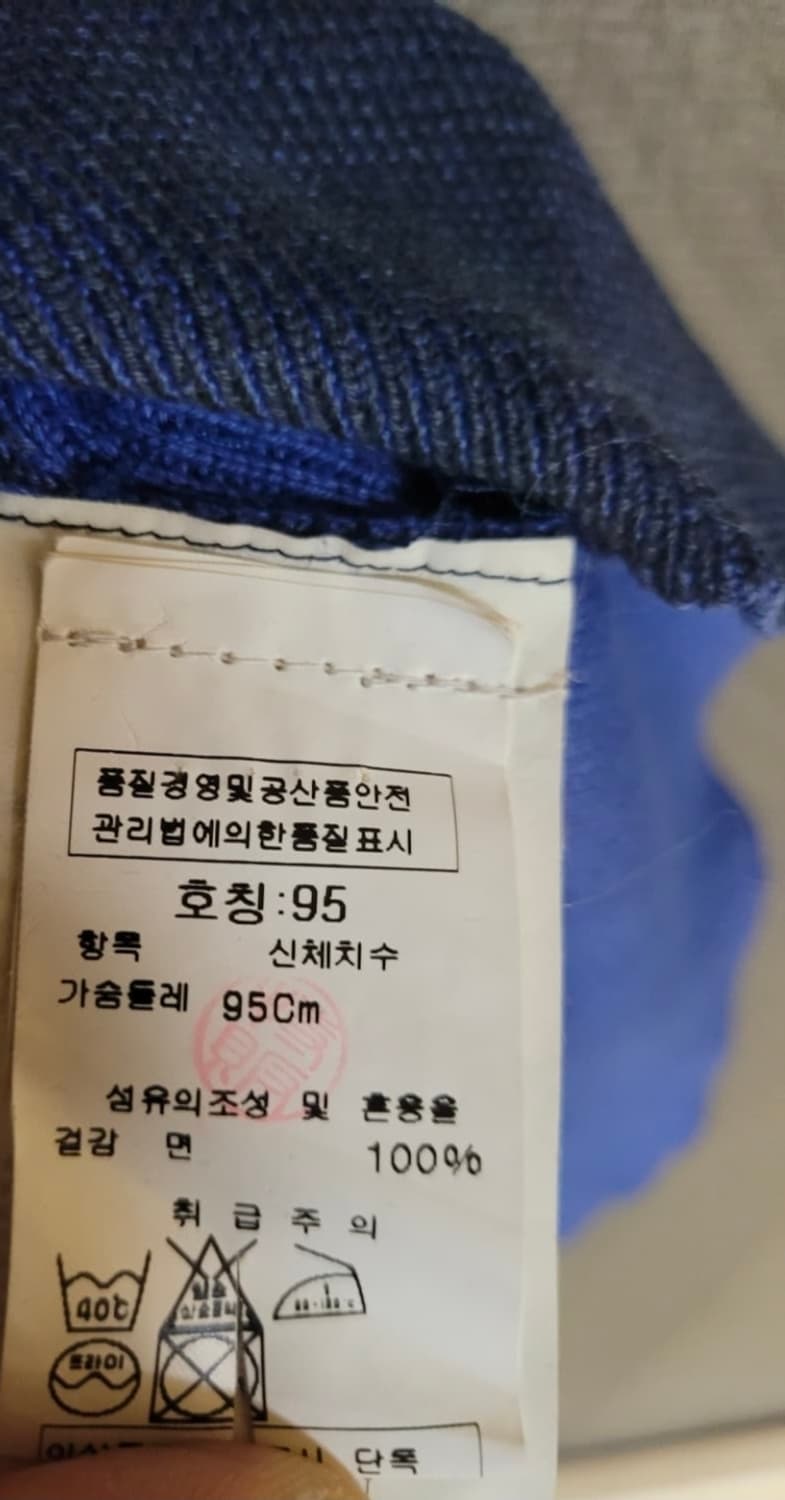 품질경영및공산품안전
관리법에의한품질표시
호칭:95
항목 신체치수
가슴둘레 95Cm
섬유의조성 및 혼용율
겉감 면 100%
취급주의
40℃
드라이
단독